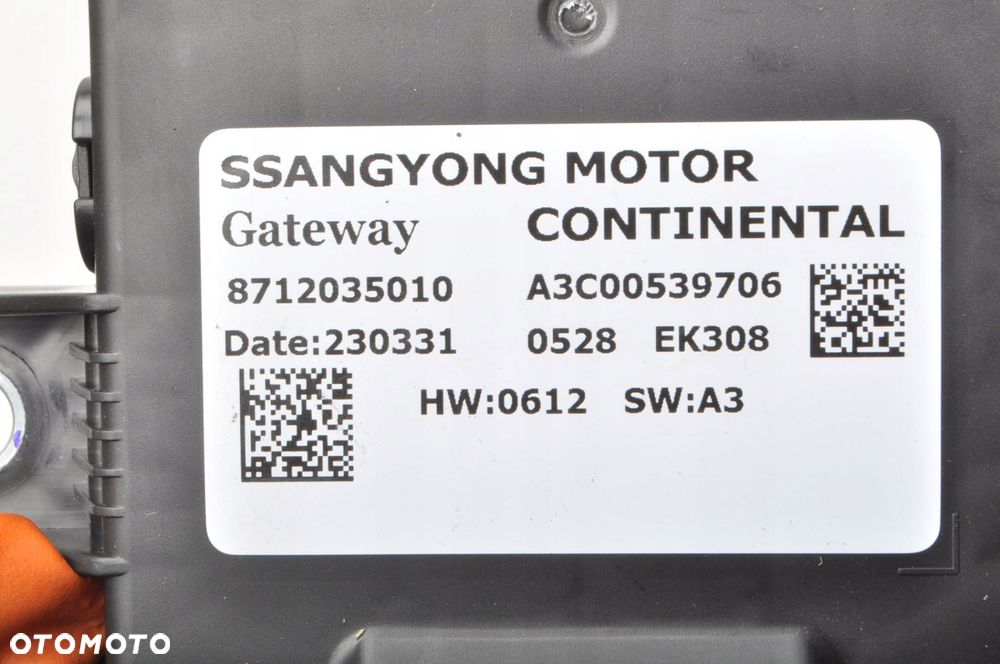 SSANGYONG MOTOR
Gateway CONTINENTAL
8712035010 A3C00539706
Date:230331 0528 EK308
HW:0612 SW:A3
OTOMOTO